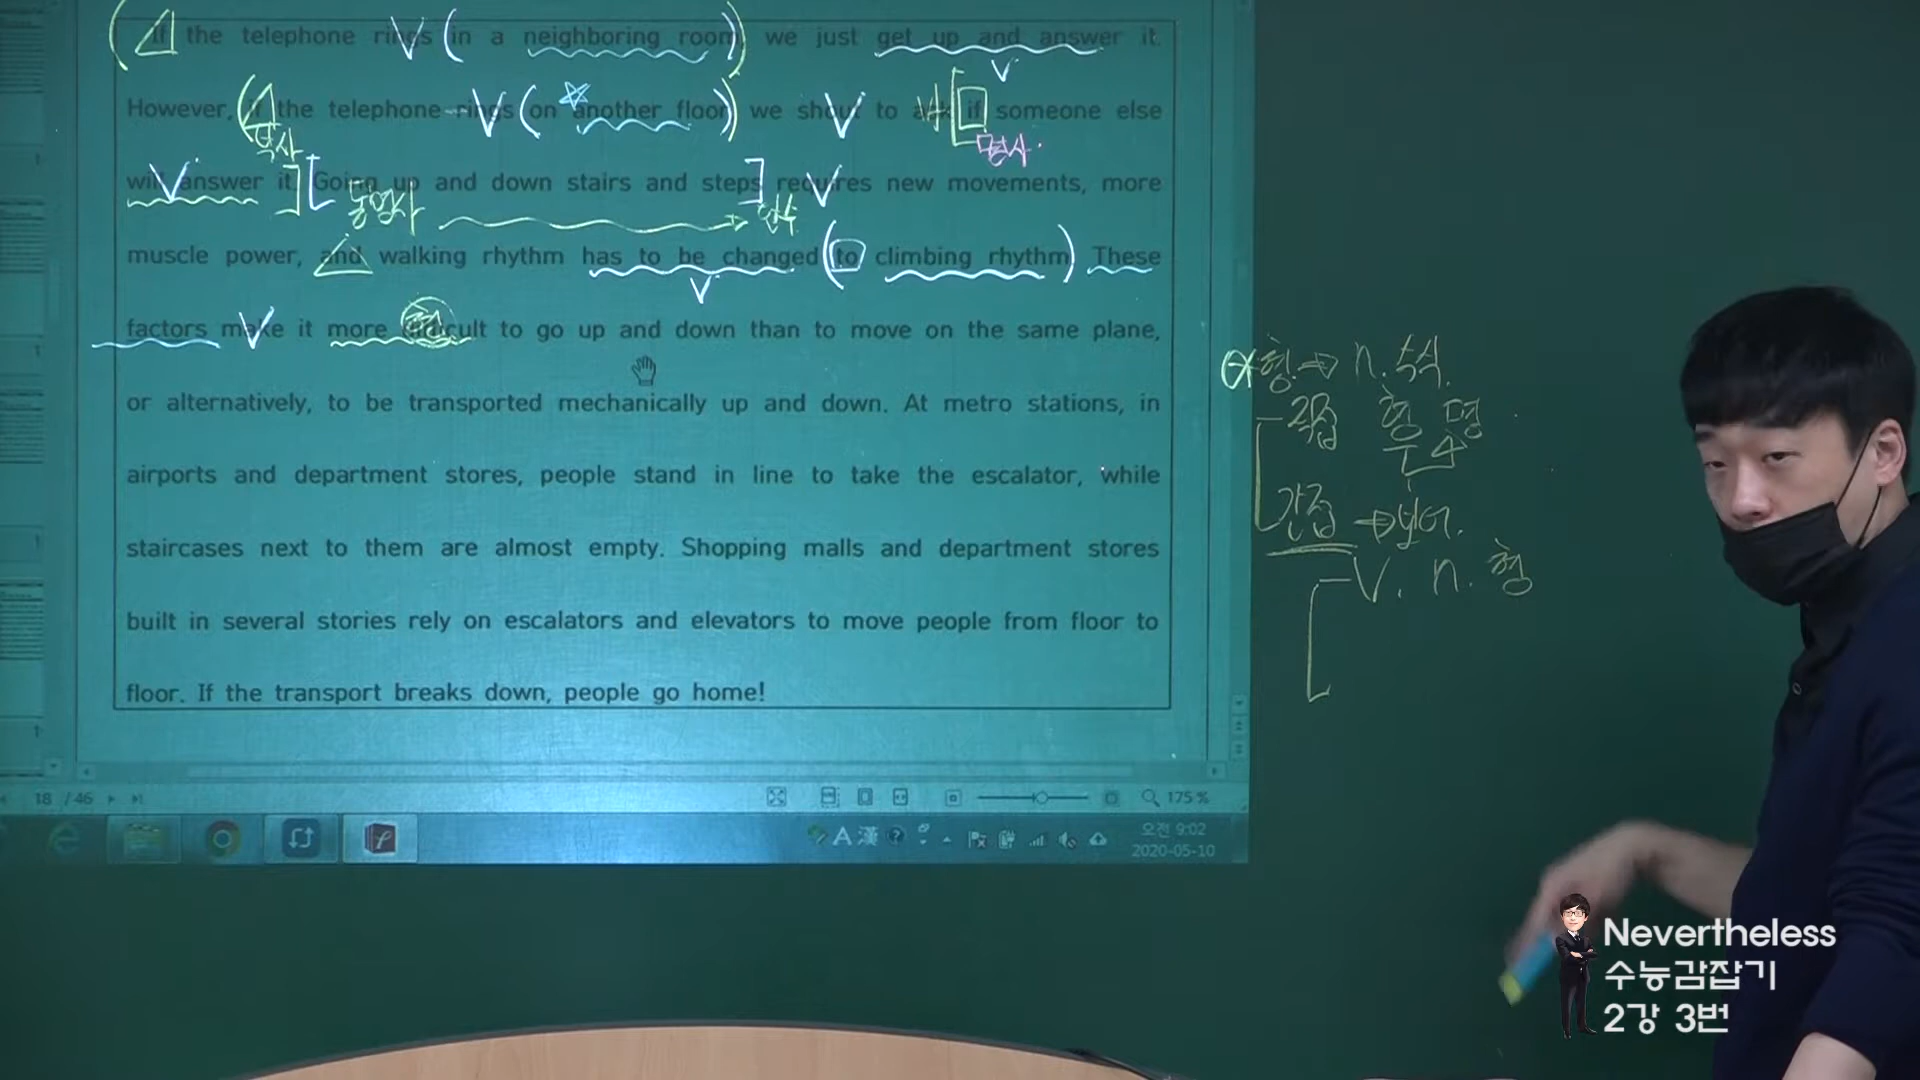 If the telephone rings in a neighboring room, we just get up and answer it.
However, if the telephone rings on another floor, we shout to ask if someone else
부사
명사.
will answer it. Going up and down stairs and steps requires new movements, more
동명사
단수
muscle power, and walking rhythm has to be changed to climbing rhythm. These
V
factors make it more difficult to go up and down than to move on the same plane,
or alternatively, to be transported mechanically up and down. At metro stations, in
airports and department stores, people stand in line to take the escalator, while
staircases next to them are almost empty. Shopping malls and department stores
built in several stories rely on escalators and elevators to move people from floor to
floor. If the transport breaks down, people go home!
형 → n. 수식.
직접 형 명
간접 → 보어.
V. n. 형
18 / 46
175 %
A 漢
오전 9:02
2020-05-10
Nevertheless
수능감잡기
2강 3번